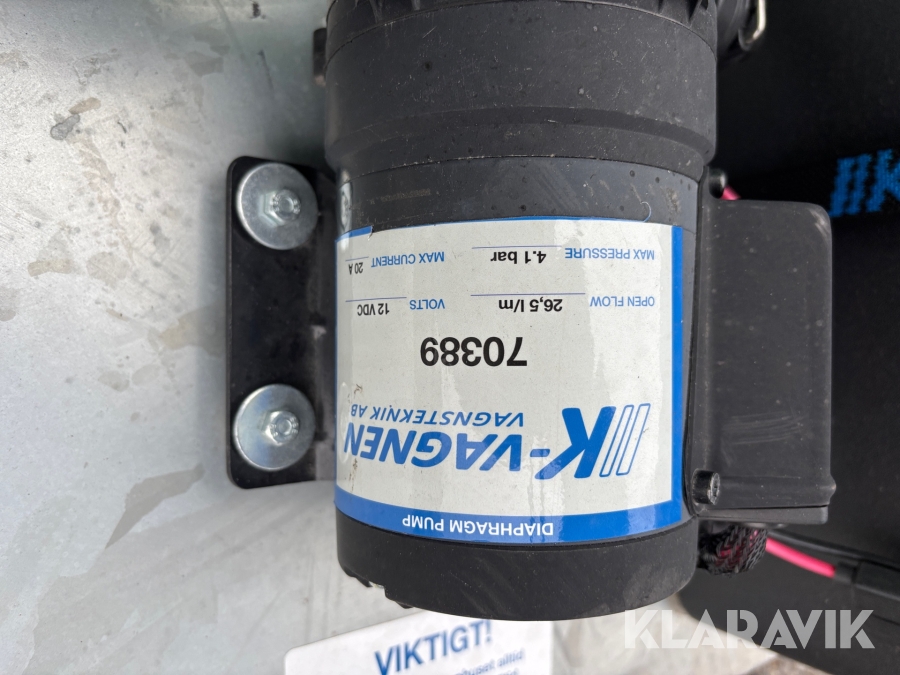 DIAPHRAGM PUMP
K-VAGNEN
VAGNSTEKNIK AB
70389
OPEN FLOW 26,5 l/m VOLTS 12 VDC
MAX PRESSURE 4.1 bar MAX CURRENT 20 A
K
VIKTIGT!
alltid
KLARAVIK